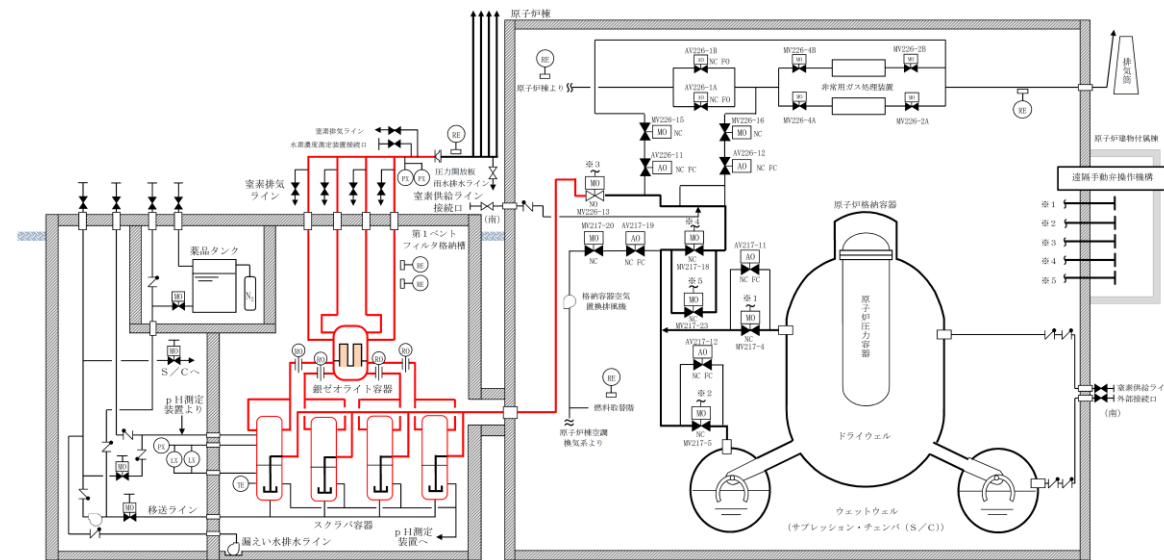 原子炉棟
RE
原子炉棟より
AV226-1B
AO
NC FO
AV226-1A
AO
NC FO
MV226-4B
MO
MV226-2B
MO
非常用ガス処理装置
MO
MO
MV226-4A
MV226-2A
RE
排気筒
MV226-15
MO
NC
MV226-16
MO
NC
AV226-11
AO
NC FC
AV226-12
AO
NC FC
原子炉建物付属棟
遠隔手動弁操作機構
※1
※2
※3
※4
※5
窒素排気ライン
水素濃度測定装置接続口
RE
PX
PX
圧力開放板
雨水排水ライン
窒素排気
ライン
窒素供給ライン
接続口
(南)
※3
MO
NO
MV226-13
MV217-20
MO
NC
AV217-19
AO
NC FC
※4
MO
NC
MV217-18
※5
MO
NC
MV217-23
AV217-11
AO
NC FC
※1
MO
NC
MV217-4
AV217-12
AO
NC FC
※2
MO
NC
MV217-5
格納容器空気
置換排風機
RE
燃料取替階
原子炉棟空調
換気系より
原子炉格納容器
原子炉圧力容器
ドライウェル
ウェットウェル
(サプレッション・チェンバ(S/C))
窒素供給ライ
外部接続口
(南)
第1ベント
フィルタ格納槽
RE
RE
薬品タンク
MO
N₂
MO
S/Cへ
pH測定
装置より
RO
RO
RO
RO
銀ゼオライト容器
PX
LX
LX
TE
MO
MO
移送ライン
スクラバ容器
pH測定
装置へ
漏えい水排水ライン